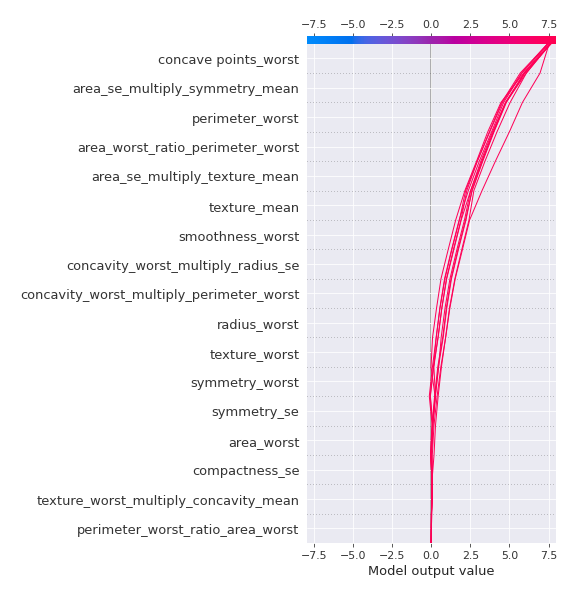 −7.5 −5.0 −2.5 0.0 2.5 5.0 7.5
concave points_worst
area_se_multiply_symmetry_mean
perimeter_worst
area_worst_ratio_perimeter_worst
area_se_multiply_texture_mean
texture_mean
smoothness_worst
concavity_worst_multiply_radius_se
concavity_worst_multiply_perimeter_worst
radius_worst
texture_worst
symmetry_worst
symmetry_se
area_worst
compactness_se
texture_worst_multiply_concavity_mean
perimeter_worst_ratio_area_worst
−7.5 −5.0 −2.5 0.0 2.5 5.0 7.5
Model output value